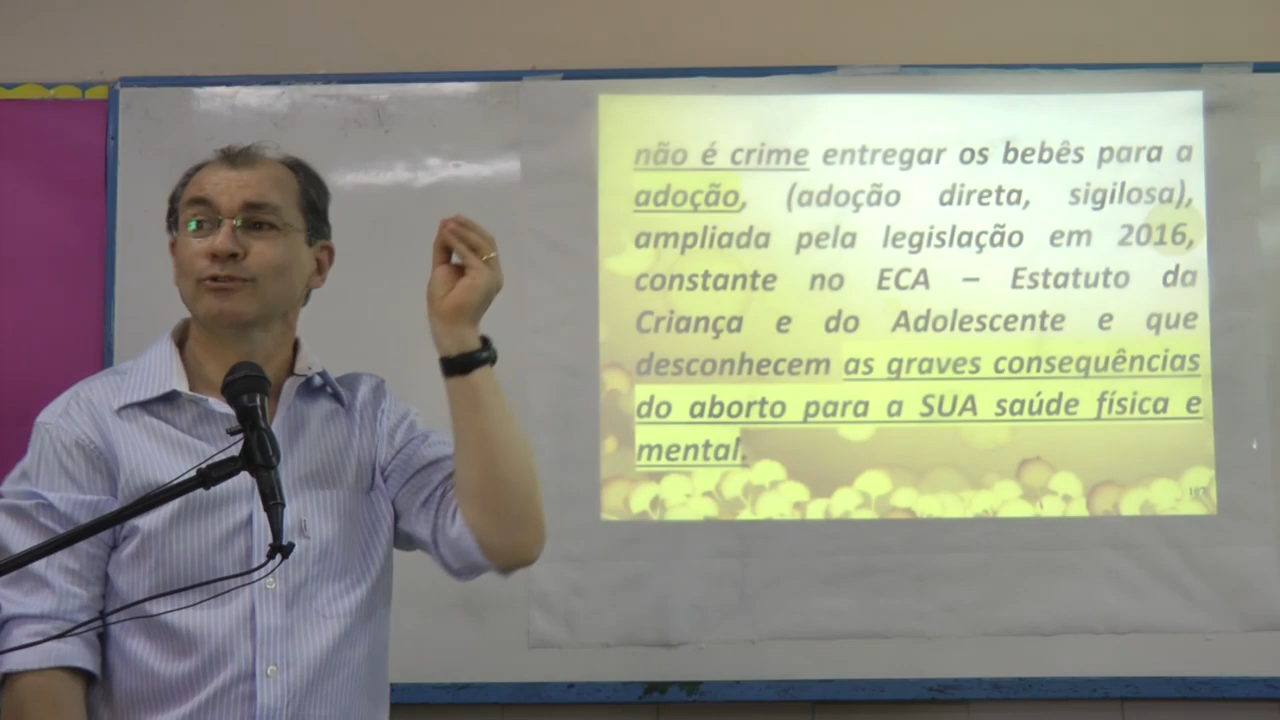 não é crime entregar os bebês para a
adoção, (adoção direta, sigilosa),
ampliada pela legislação em 2016,
constante no ECA – Estatuto da
Criança e do Adolescente e que
desconhecem as graves consequências
do aborto para a SUA saúde física e
mental.
107